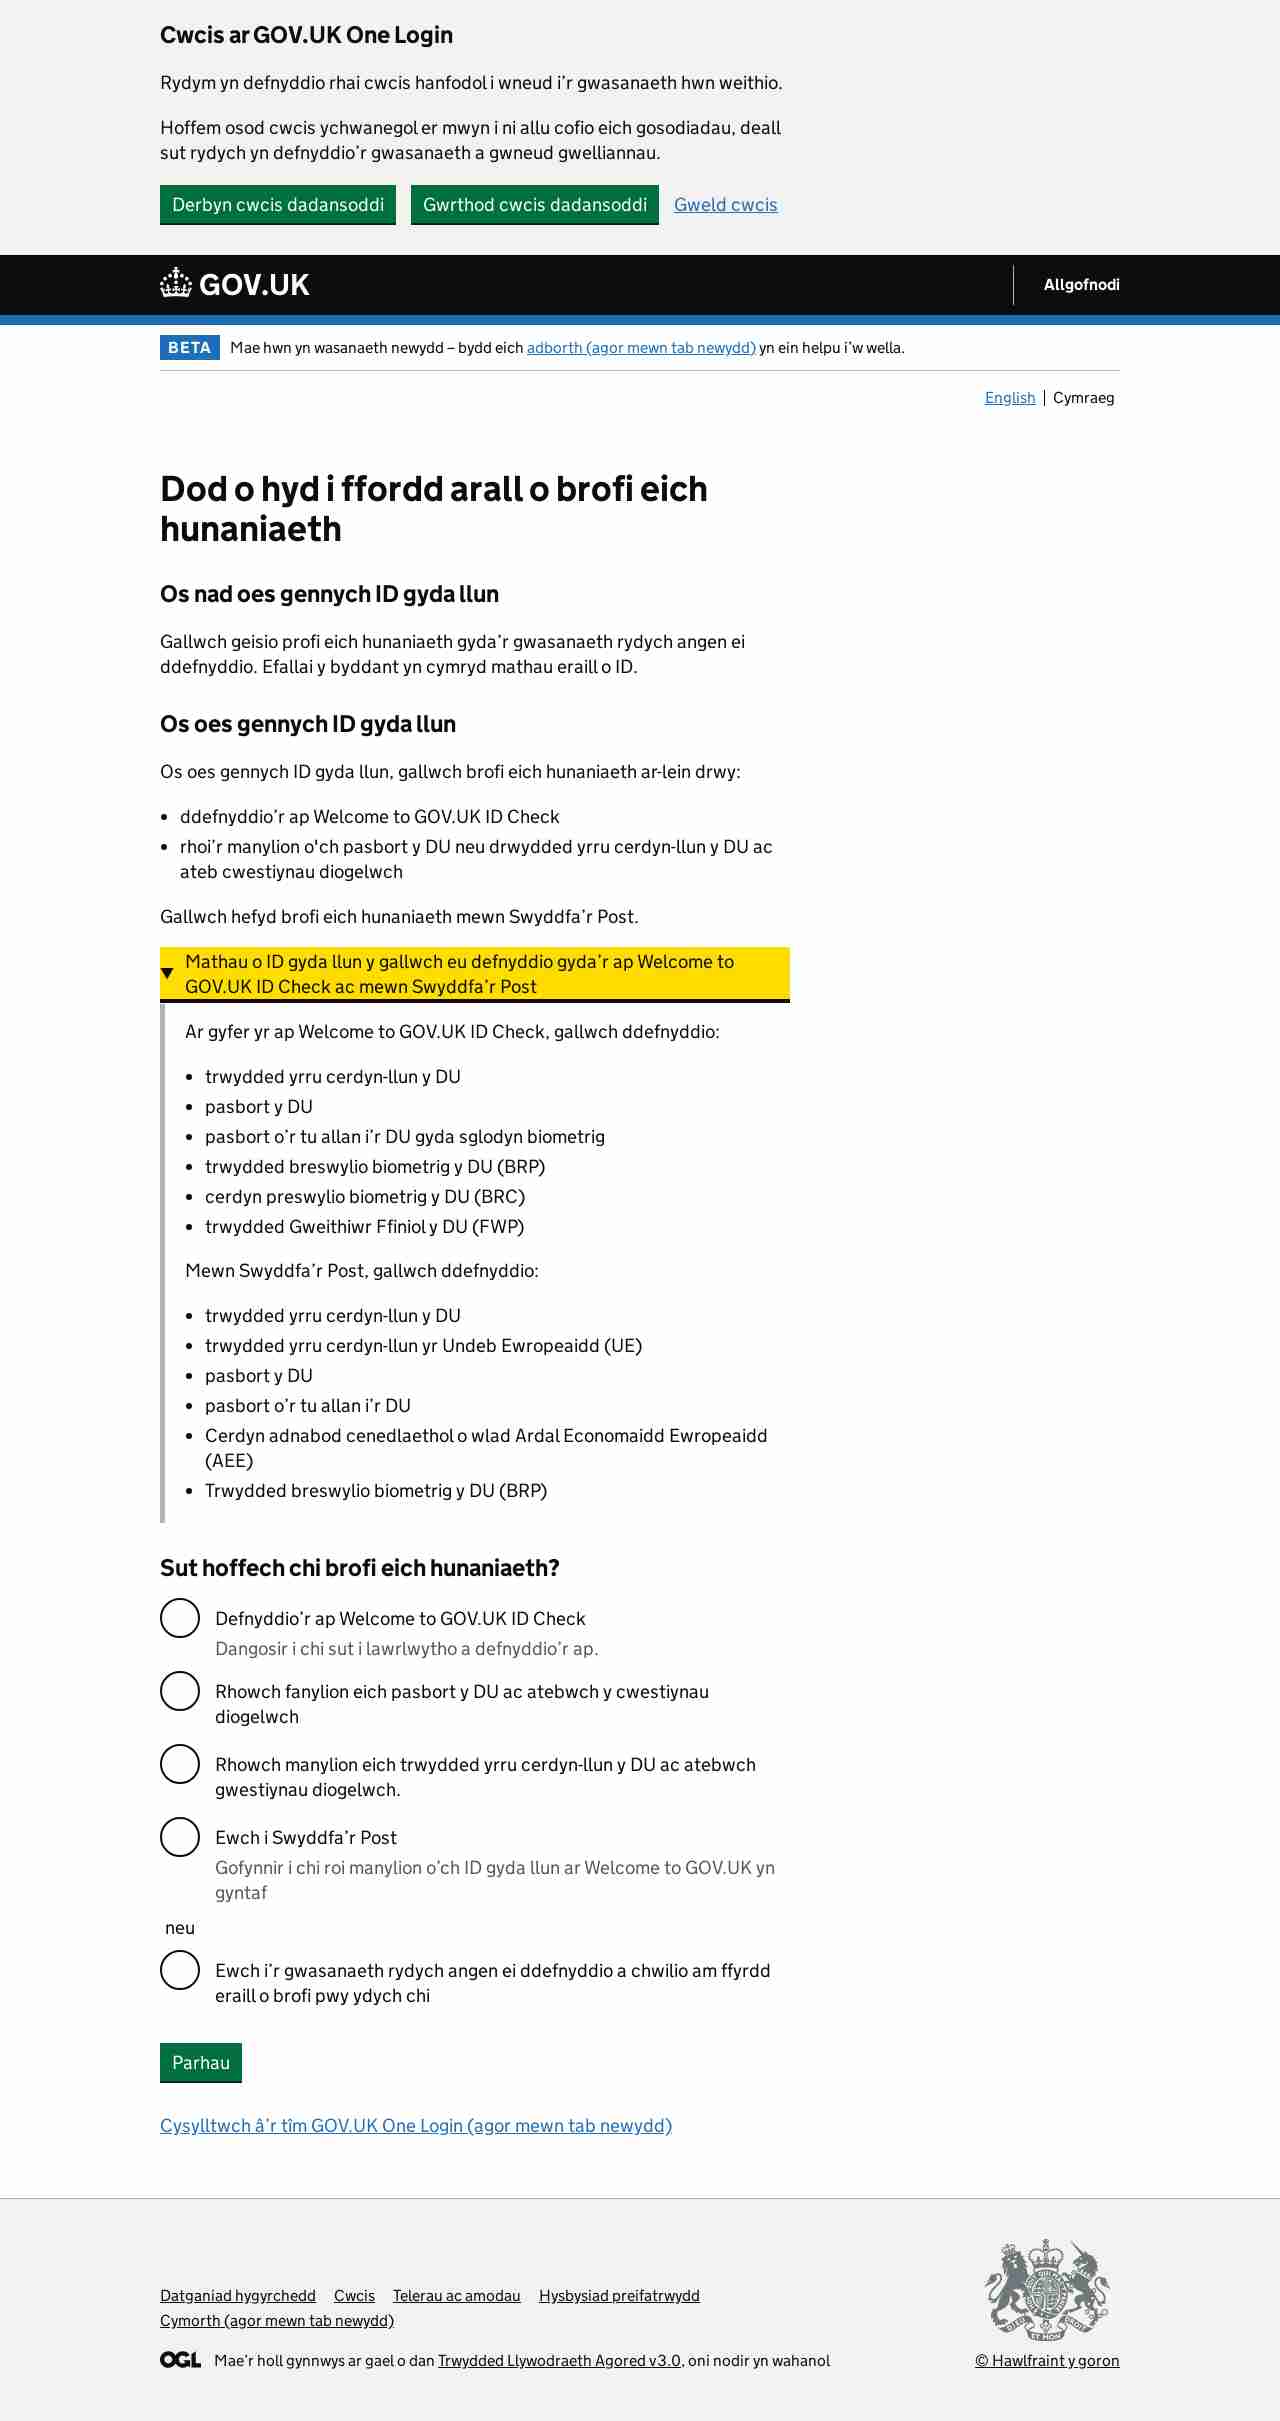 Cwcis ar GOV.UK One Login
Rydym yn defnyddio rhai cwcis hanfodol i wneud i’r gwasanaeth hwn weithio.
Hoffem osod cwcis ychwanegol er mwyn i ni allu cofio eich gosodiadau, deall
sut rydych yn defnyddio’r gwasanaeth a gwneud gwelliannau.
Derbyn cwcis dadansoddi Gwrthod cwcis dadansoddi Gweld cwcis
GOV.UK Allgofnodi
BETA Mae hwn yn wasanaeth newydd – bydd eich adborth (agor mewn tab newydd) yn ein helpu i’w wella.
English Cymraeg
Dod o hyd i ffordd arall o brofi eich
hunaniaeth
Os nad oes gennych ID gyda llun
Gallwch geisio profi eich hunaniaeth gyda’r gwasanaeth rydych angen ei
ddefnyddio. Efallai y byddant yn cymryd mathau eraill o ID.
Os oes gennych ID gyda llun
Os oes gennych ID gyda llun, gallwch brofi eich hunaniaeth ar-lein drwy:
• ddefnyddio’r ap Welcome to GOV.UK ID Check
• rhoi’r manylion o'ch pasbort y DU neu drwydded yrru cerdyn-llun y DU ac
ateb cwestiynau diogelwch
Gallwch hefyd brofi eich hunaniaeth mewn Swyddfa’r Post.
Mathau o ID gyda llun y gallwch eu defnyddio gyda’r ap Welcome to
GOV.UK ID Check ac mewn Swyddfa’r Post
Ar gyfer yr ap Welcome to GOV.UK ID Check, gallwch ddefnyddio:
• trwydded yrru cerdyn-llun y DU
• pasbort y DU
• pasbort o’r tu allan i’r DU gyda sglodyn biometrig
• trwydded breswylio biometrig y DU (BRP)
• cerdyn preswylio biometrig y DU (BRC)
• trwydded Gweithiwr Ffiniol y DU (FWP)
Mewn Swyddfa’r Post, gallwch ddefnyddio:
• trwydded yrru cerdyn-llun y DU
• trwydded yrru cerdyn-llun yr Undeb Ewropeaidd (UE)
• pasbort y DU
• pasbort o’r tu allan i’r DU
• Cerdyn adnabod cenedlaethol o wlad Ardal Economaidd Ewropeaidd
(AEE)
• Trwydded breswylio biometrig y DU (BRP)
Sut hoffech chi brofi eich hunaniaeth?
Defnyddio’r ap Welcome to GOV.UK ID Check
Dangosir i chi sut i lawrlwytho a defnyddio’r ap.
Rhowch fanylion eich pasbort y DU ac atebwch y cwestiynau
diogelwch
Rhowch manylion eich trwydded yrru cerdyn-llun y DU ac atebwch
gwestiynau diogelwch.
Ewch i Swyddfa’r Post
Gofynnir i chi roi manylion o’ch ID gyda llun ar Welcome to GOV.UK yn
gyntaf
neu
Ewch i’r gwasanaeth rydych angen ei ddefnyddio a chwilio am ffyrdd
eraill o brofi pwy ydych chi
Parhau
Cysylltwch â’r tîm GOV.UK One Login (agor mewn tab newydd)
Datganiad hygyrchedd Cwcis Telerau ac amodau Hysbysiad preifatrwydd
Cymorth (agor mewn tab newydd)
OGL Mae’r holl gynnwys ar gael o dan Trwydded Llywodraeth Agored v3.0, oni nodir yn wahanol
© Hawlfraint y goron